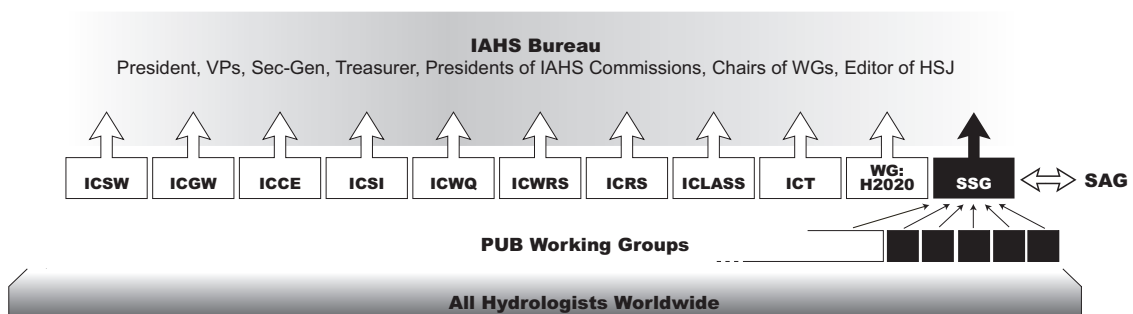 IAHS Bureau
President, VPs, Sec-Gen, Treasurer, Presidents of IAHS Commissions, Chairs of WGs, Editor of HSJ
ICSW ICGW ICCE ICSI ICWQ ICWRS ICRS ICLASS ICT WG: H2020 SSG SAG
PUB Working Groups
All Hydrologists Worldwide